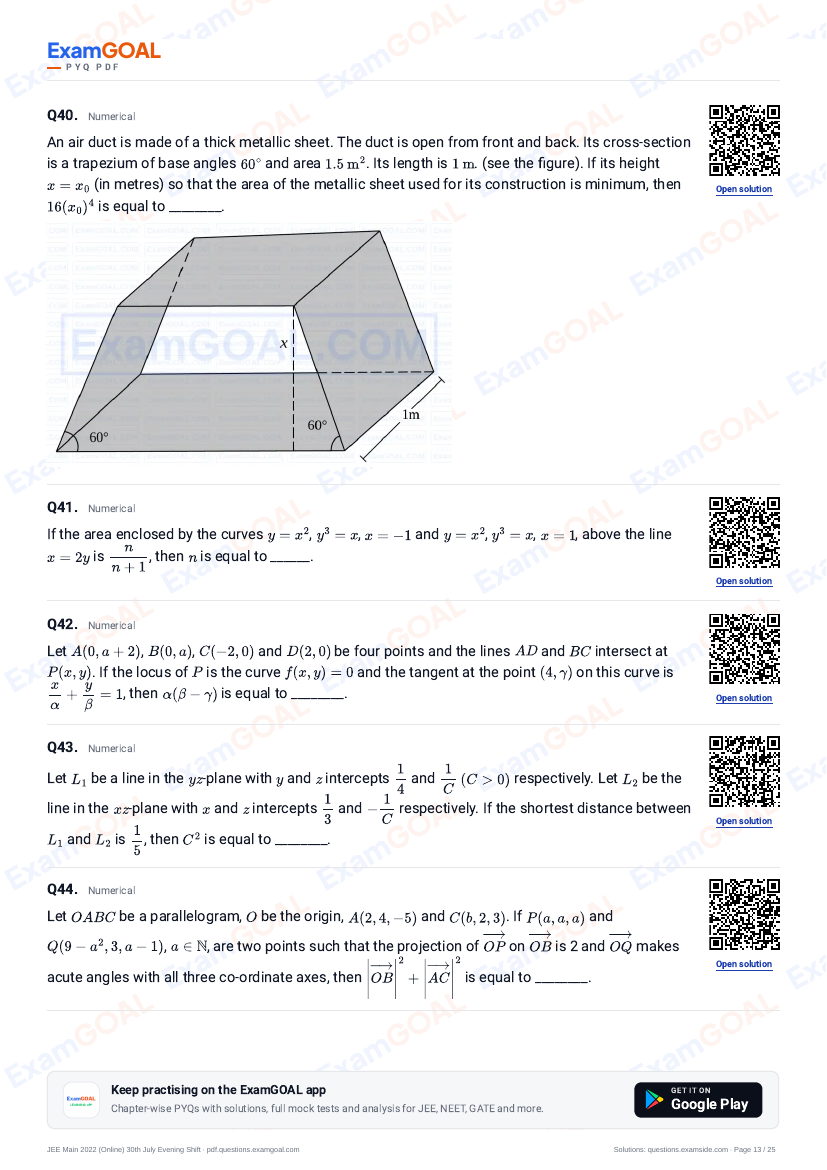 ExamGOAL
PYQ PDF
Q40. Numerical
An air duct is made of a thick metallic sheet. The duct is open from front and back. Its cross-section
is a trapezium of base angles 60° and area 1.5 m². Its length is 1 m. (see the figure). If its height
x = x₀ (in metres) so that the area of the metallic sheet used for its construction is minimum, then
16(x₀)⁴ is equal to ________.
Open solution
x
60°
60°
1m
Q41. Numerical
If the area enclosed by the curves y = x², y³ = x, x = −1 and y = x², y³ = x, x = 1, above the line
x = 2y is n/(n + 1), then n is equal to ______.
Open solution
Q42. Numerical
Let A(0, a + 2), B(0, a), C(−2, 0) and D(2, 0) be four points and the lines AD and BC intersect at
P(x, y). If the locus of P is the curve f(x, y) = 0 and the tangent at the point (4, γ) on this curve is
x/α + y/β = 1, then α(β − γ) is equal to ________.
Open solution
Q43. Numerical
Let L₁ be a line in the yz-plane with y and z intercepts 1/4 and 1/C (C > 0) respectively. Let L₂ be the
line in the xz-plane with x and z intercepts 1/3 and −1/C respectively. If the shortest distance between
L₁ and L₂ is 1/5, then C² is equal to ________.
Open solution
Q44. Numerical
Let OABC be a parallelogram, O be the origin, A(2, 4, −5) and C(b, 2, 3). If P(a, a, a) and
Q(9 − a², 3, a − 1), a ∈ ℕ, are two points such that the projection of OP→ on OB→ is 2 and OQ→ makes
acute angles with all three co-ordinate axes, then |OB→|² + |AC→|² is equal to ________.
Open solution
ExamGOAL
Keep practising on the ExamGOAL app
Chapter-wise PYQs with solutions, full mock tests and analysis for JEE, NEET, GATE and more.
GET IT ON
Google Play
JEE Main 2022 (Online) 30th July Evening Shift · pdf.questions.examgoal.com
Solutions: questions.examside.com · Page 13 / 25